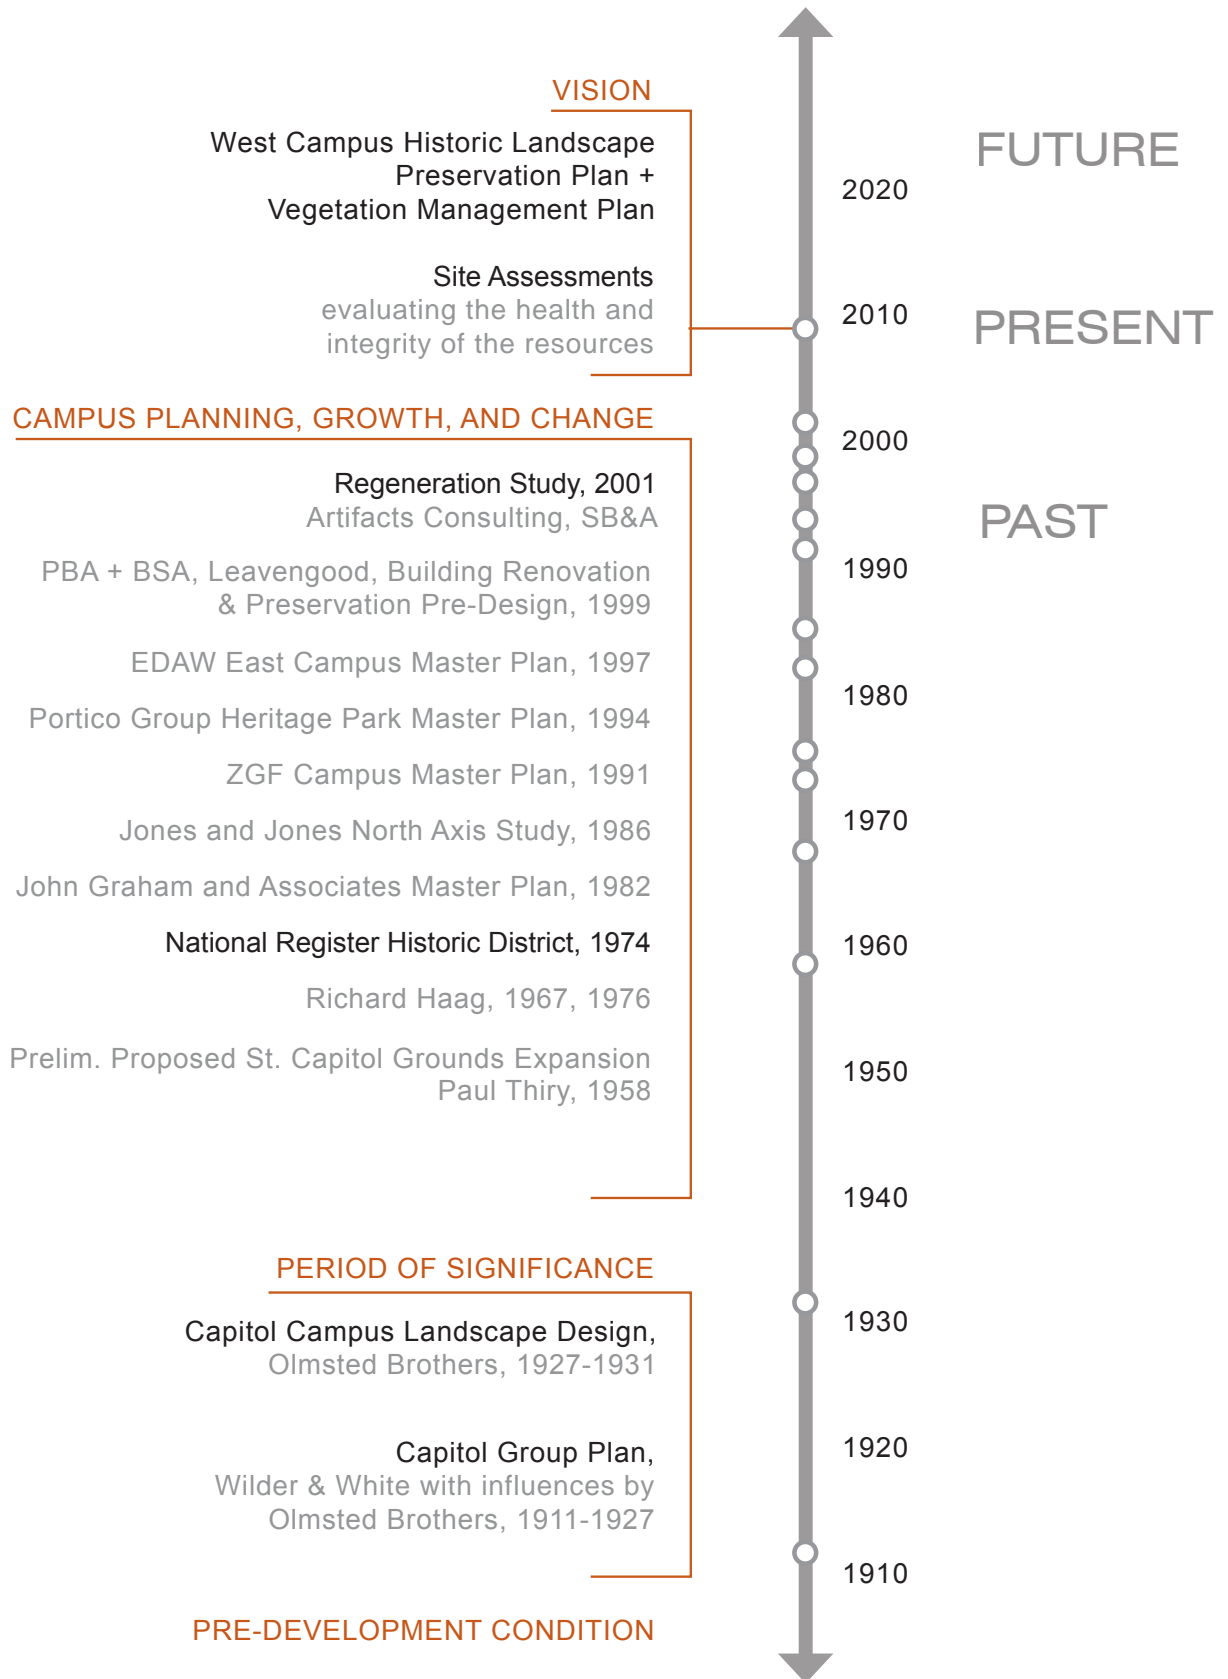 VISION
West Campus Historic Landscape
Preservation Plan +
Vegetation Management Plan
Site Assessments
evaluating the health and
integrity of the resources
CAMPUS PLANNING, GROWTH, AND CHANGE
Regeneration Study, 2001
Artifacts Consulting, SB&A
PBA + BSA, Leavengood, Building Renovation
& Preservation Pre-Design, 1999
EDAW East Campus Master Plan, 1997
Portico Group Heritage Park Master Plan, 1994
ZGF Campus Master Plan, 1991
Jones and Jones North Axis Study, 1986
John Graham and Associates Master Plan, 1982
National Register Historic District, 1974
Richard Haag, 1967, 1976
Prelim. Proposed St. Capitol Grounds Expansion
Paul Thiry, 1958
PERIOD OF SIGNIFICANCE
Capitol Campus Landscape Design,
Olmsted Brothers, 1927-1931
Capitol Group Plan,
Wilder & White with influences by
Olmsted Brothers, 1911-1927
PRE-DEVELOPMENT CONDITION
2020
2010
2000
1990
1980
1970
1960
1950
1940
1930
1920
1910
FUTURE
PRESENT
PAST